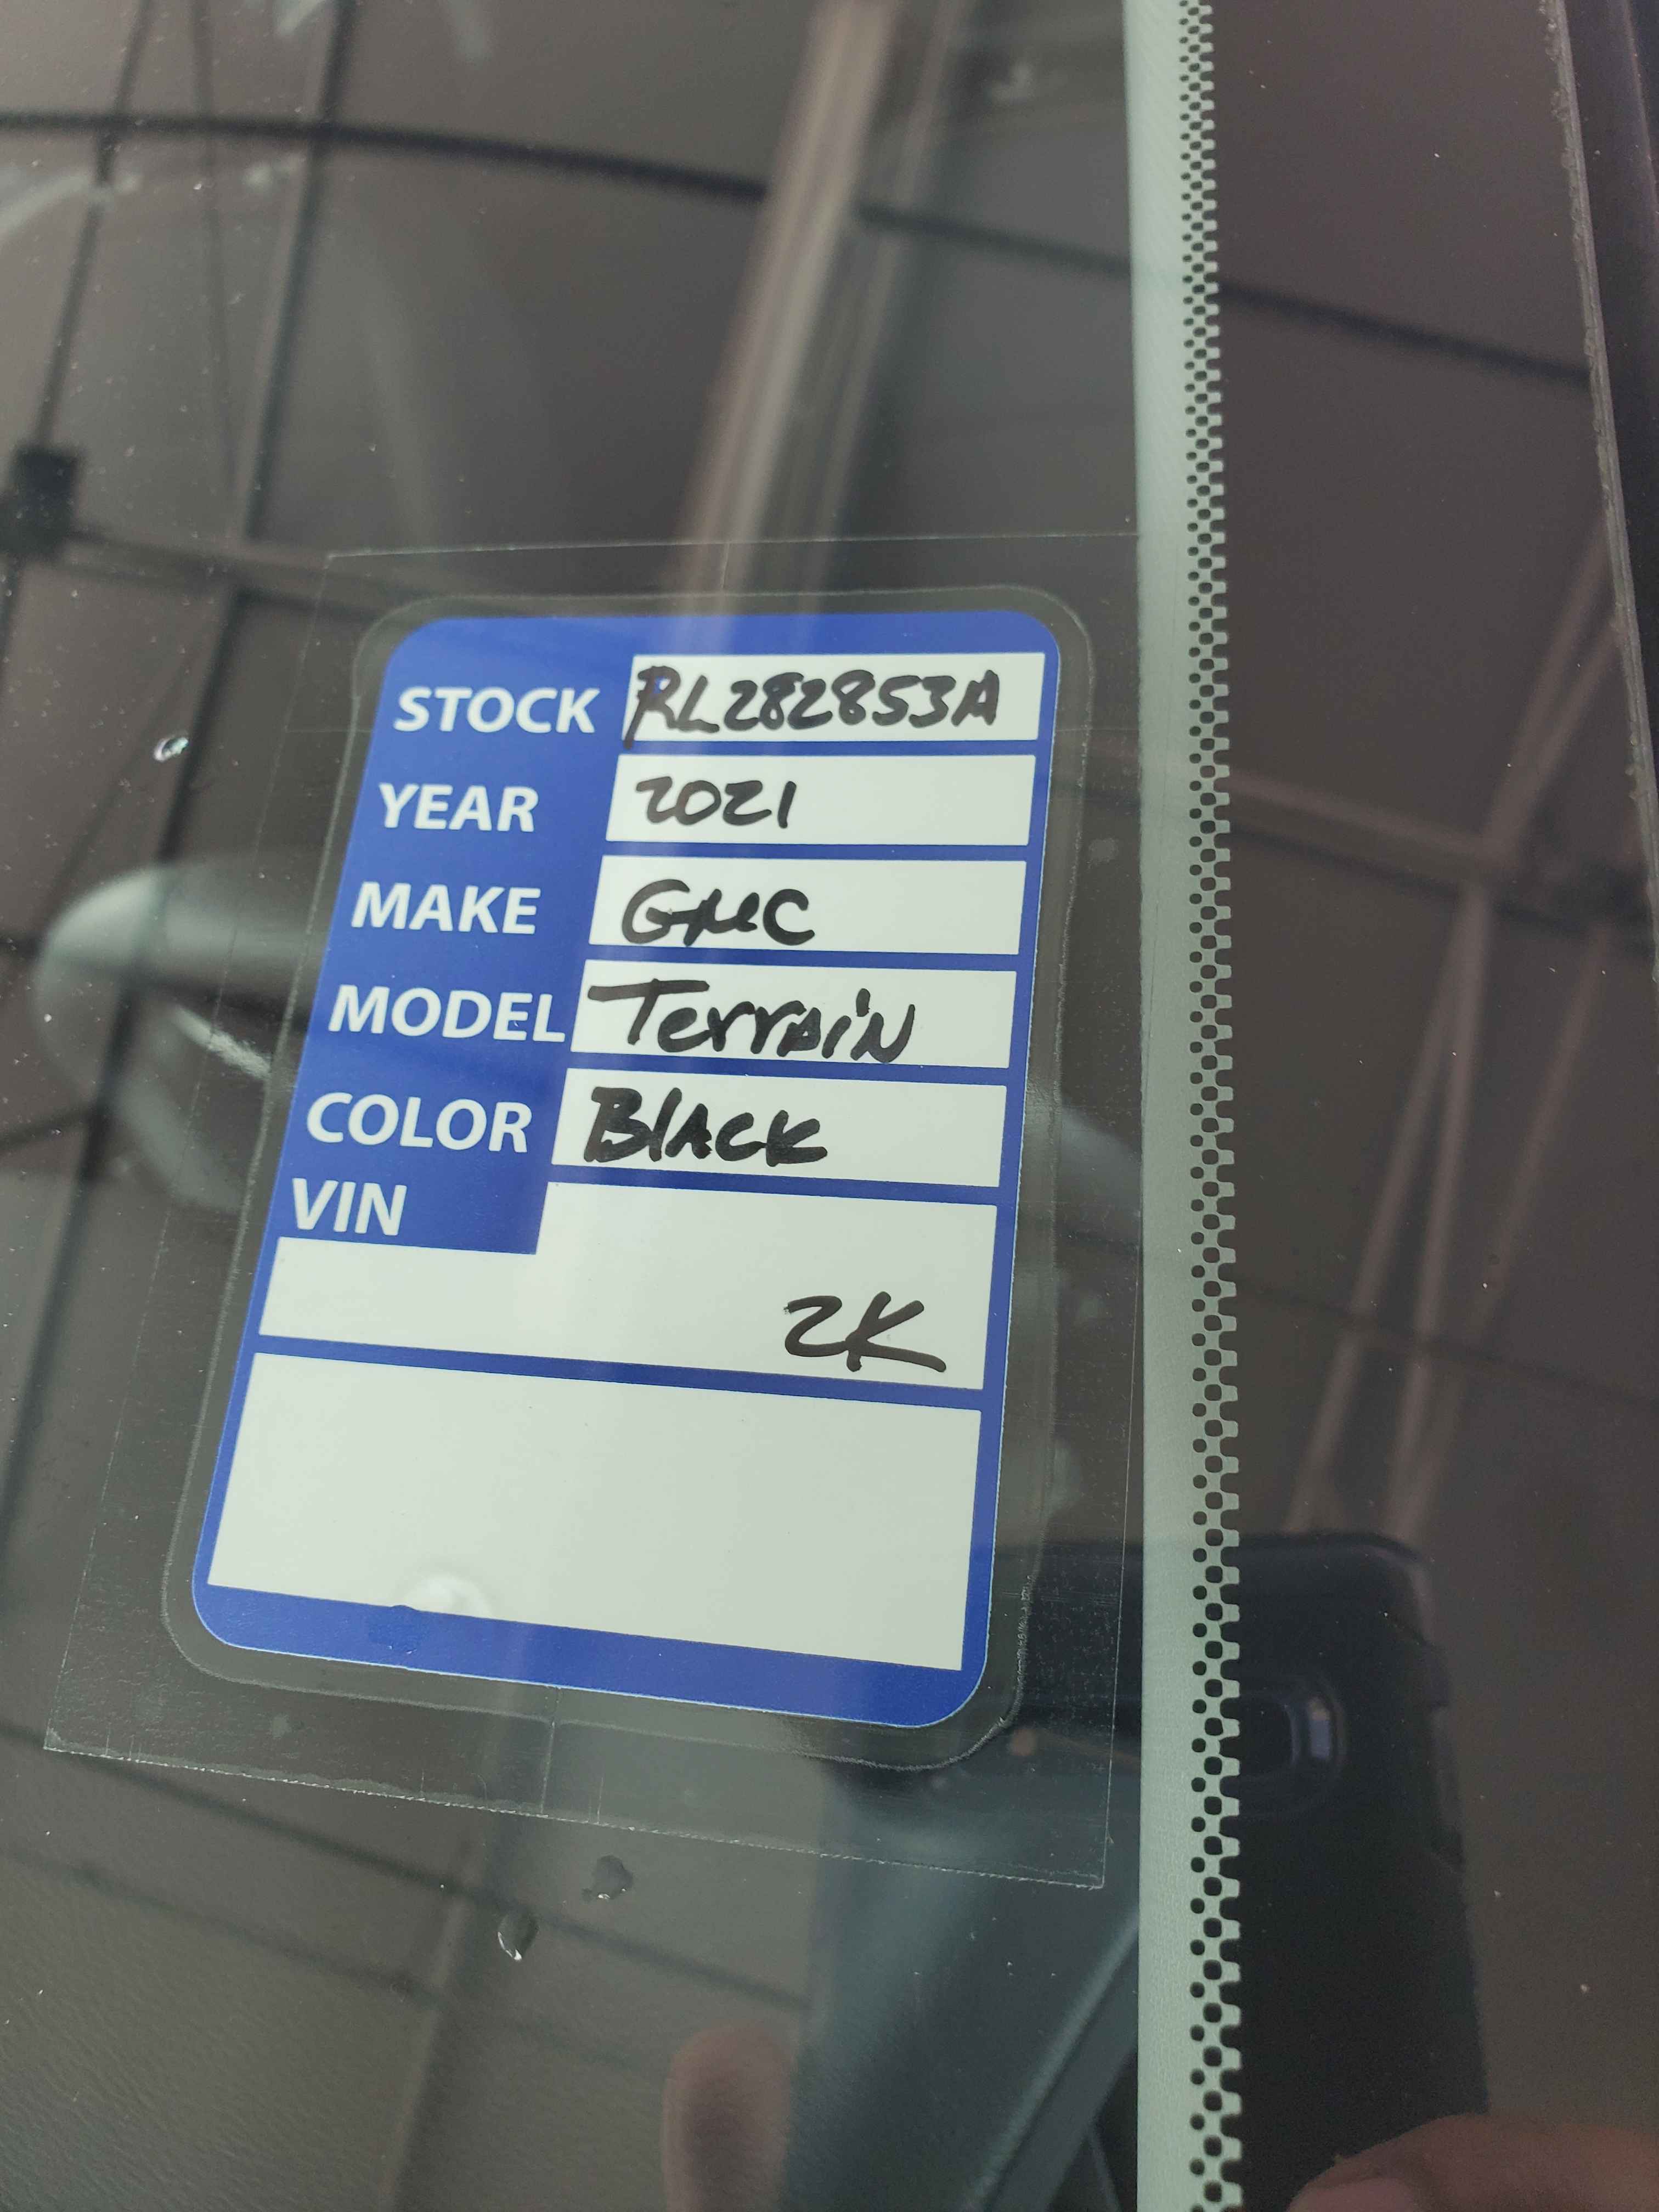 STOCK RL282853A
YEAR 2021
MAKE GMC
MODEL Terrain
COLOR Black
VIN
2K